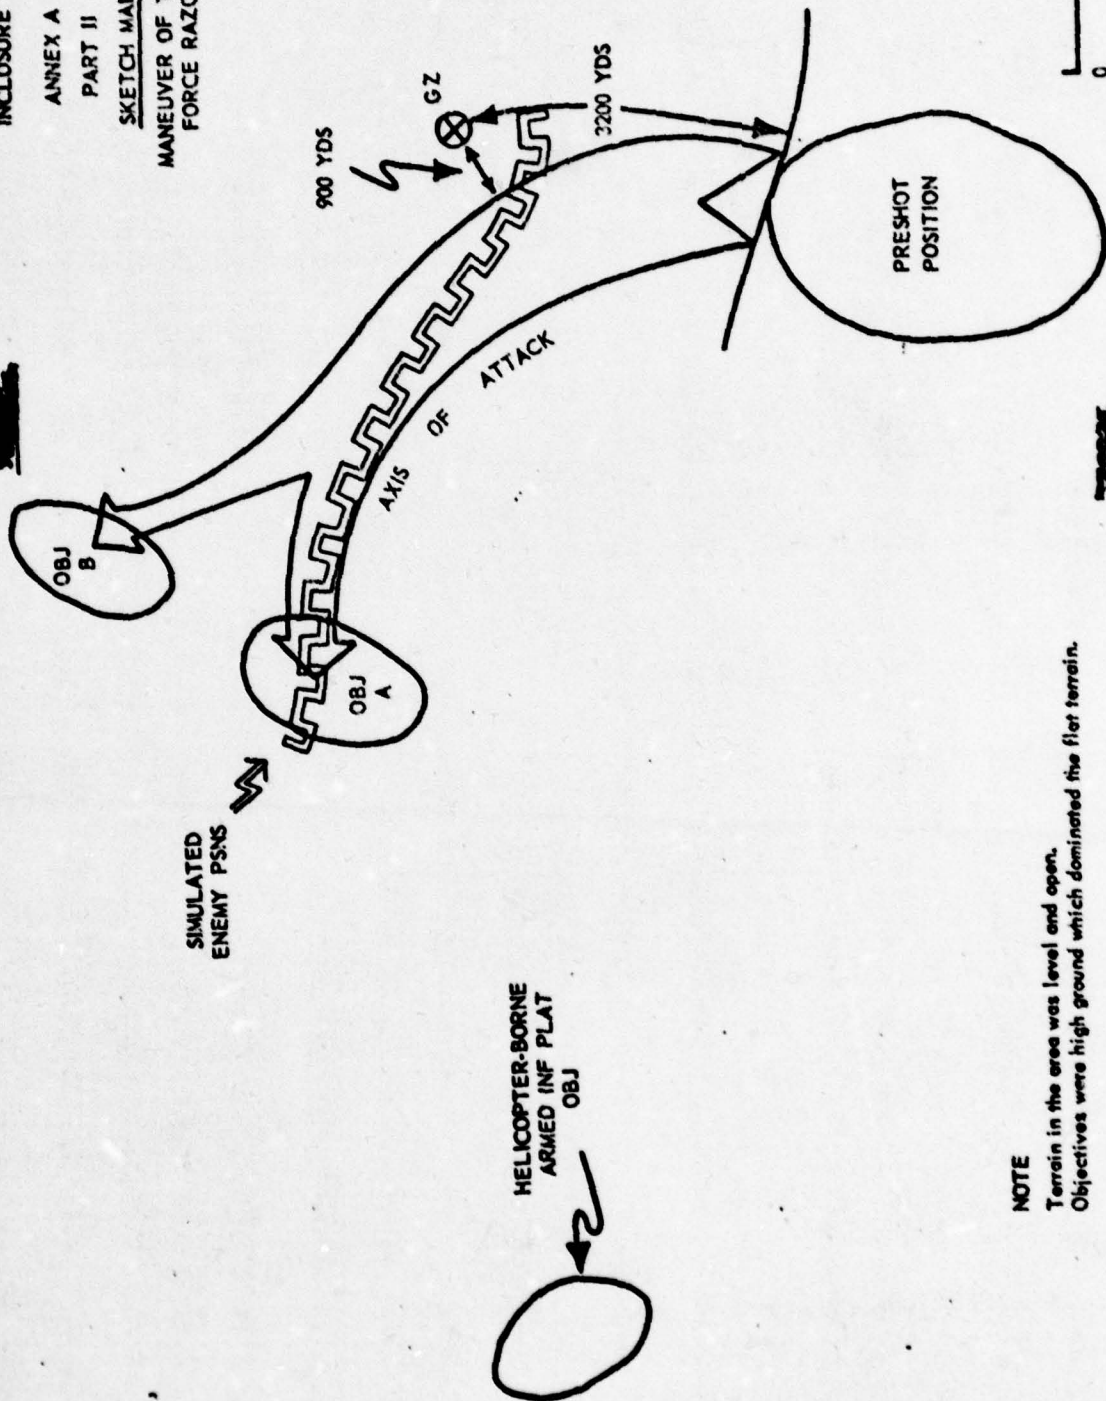 INCLOSURE
ANNEX A
PART II
SKETCH MAP
MANEUVER OF
FORCE RAZO
OBJ
B
900 YDS
GZ
3200 YDS
AXIS OF ATTACK
OBJ
A
SIMULATED
ENEMY PSNS
PRESHOT
POSITION
0
HELICOPTER-BORNE
ARMED INF PLAT
OBJ
NOTE
Terrain in the area was level and open.
Objectives were high ground which dominated the flat terrain.